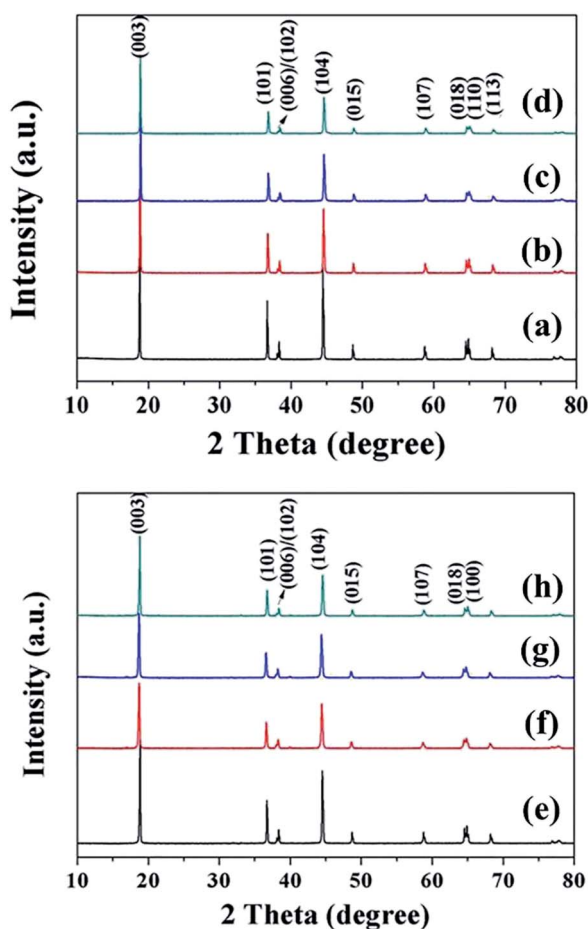 (003)
(101)
(006)/(102)
(104)
(015)
(107)
(018)
(110)
(113)
(d)
(c)
(b)
(a)
Intensity (a.u.)
10 20 30 40 50 60 70 80
2 Theta (degree)
(003)
(101)
(006)/(102)
(104)
(015)
(107)
(018)
(100)
(h)
(g)
(f)
(e)
Intensity (a.u.)
10 20 30 40 50 60 70 80
2 Theta (degree)